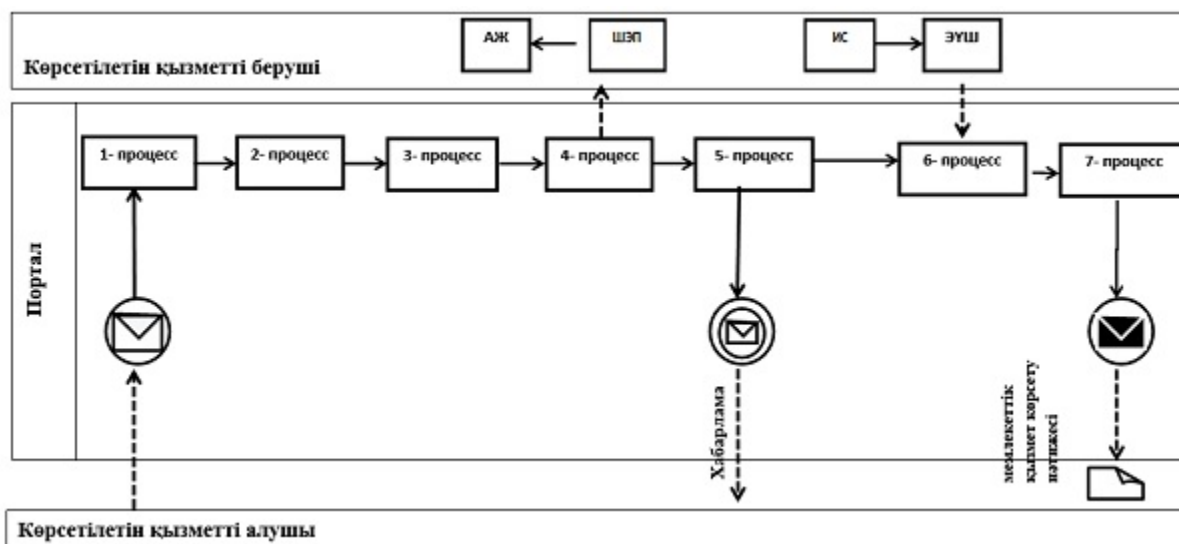 АЖ
ШЭП
ИС
ЭҮШ
Көрсетілетін қызметті беруші
1- процесс
2- процесс
3- процесс
4- процесс
5- процесс
6- процесс
7- процесс
Портал
Хабарлама
мемлекеттік
қызмет көрсету
нәтижесі
Көрсетілетін қызметті алушы